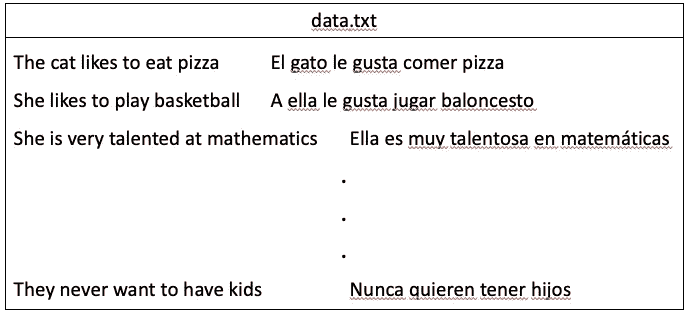 data.txt
The cat likes to eat pizza El gato le gusta comer pizza
She likes to play basketball A ella le gusta jugar baloncesto
She is very talented at mathematics Ella es muy talentosa en matemáticas
.
.
.
They never want to have kids Nunca quieren tener hijos